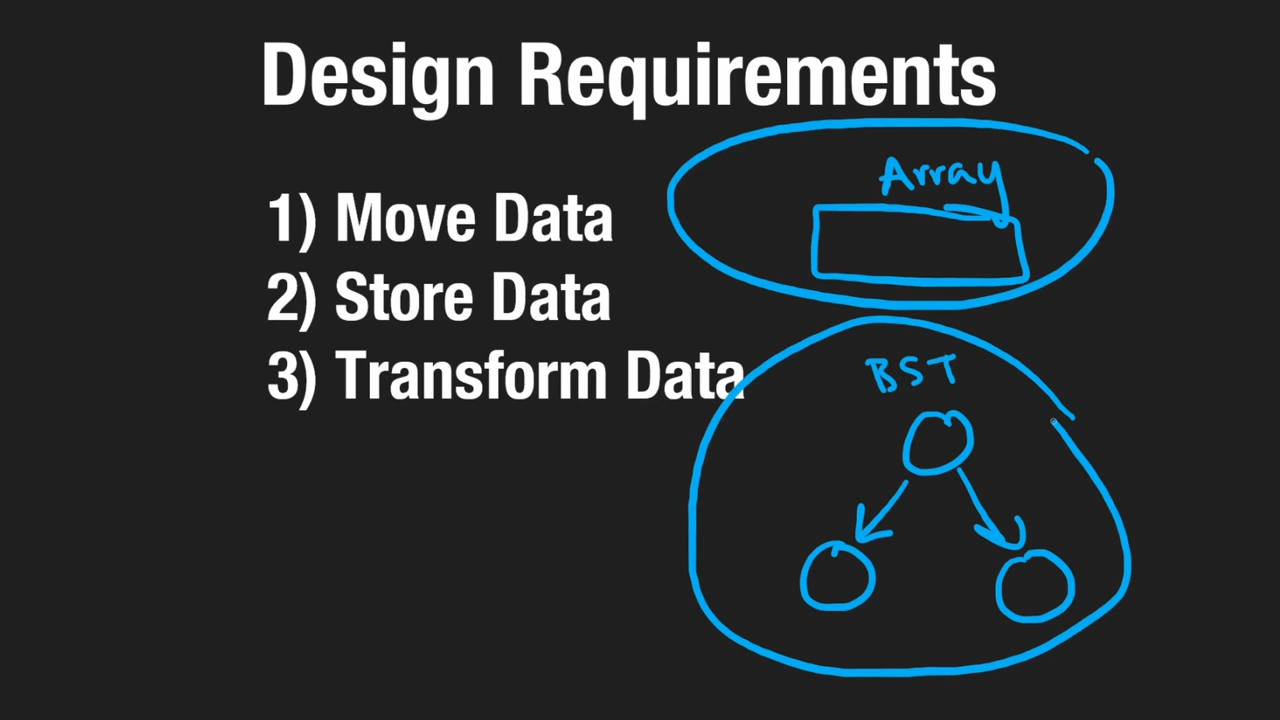 Design Requirements
1) Move Data
2) Store Data
3) Transform Data
Array
BST